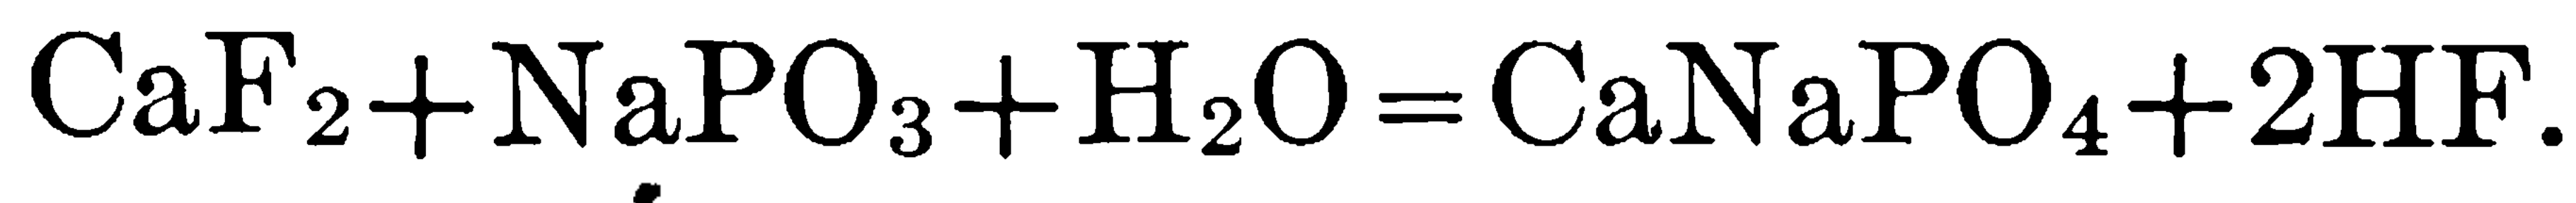 CaF₂+NaPO₃+H₂O=CaNaPO₄+2HF.